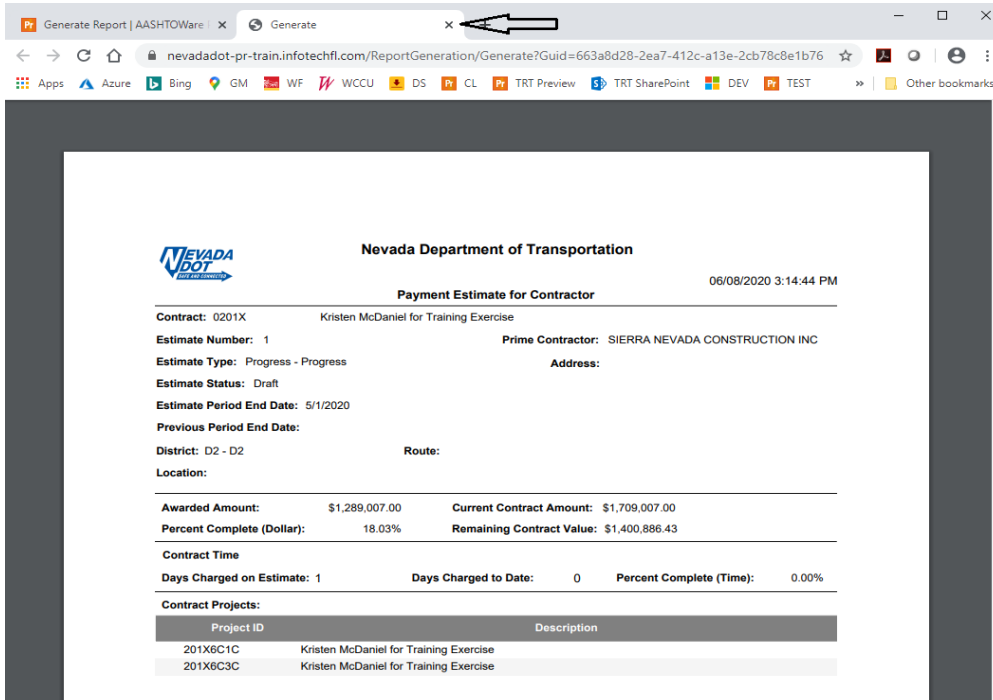 Generate Report | AASHTOWare
Generate
nevadadot-pr-train.infotechfl.com/ReportGeneration/Generate?Guid=663a8d28-2ea7-412c-a13e-2cb78c8e1b76
Apps Azure Bing GM WF WCCU DS CL TRT Preview TRT SharePoint DEV TEST » Other bookmarks
NEVADA
DOT
SAFE AND CONNECTED
Nevada Department of Transportation
06/08/2020 3:14:44 PM
Payment Estimate for Contractor
Contract: 0201X Kristen McDaniel for Training Exercise
Estimate Number: 1 Prime Contractor: SIERRA NEVADA CONSTRUCTION INC
Estimate Type: Progress - Progress Address:
Estimate Status: Draft
Estimate Period End Date: 5/1/2020
Previous Period End Date:
District: D2 - D2 Route:
Location:
Awarded Amount: $1,289,007.00 Current Contract Amount: $1,709,007.00
Percent Complete (Dollar): 18.03% Remaining Contract Value: $1,400,886.43
Contract Time
Days Charged on Estimate: 1 Days Charged to Date: 0 Percent Complete (Time): 0.00%
Contract Projects:
Project ID Description
201X6C1C Kristen McDaniel for Training Exercise
201X6C3C Kristen McDaniel for Training Exercise